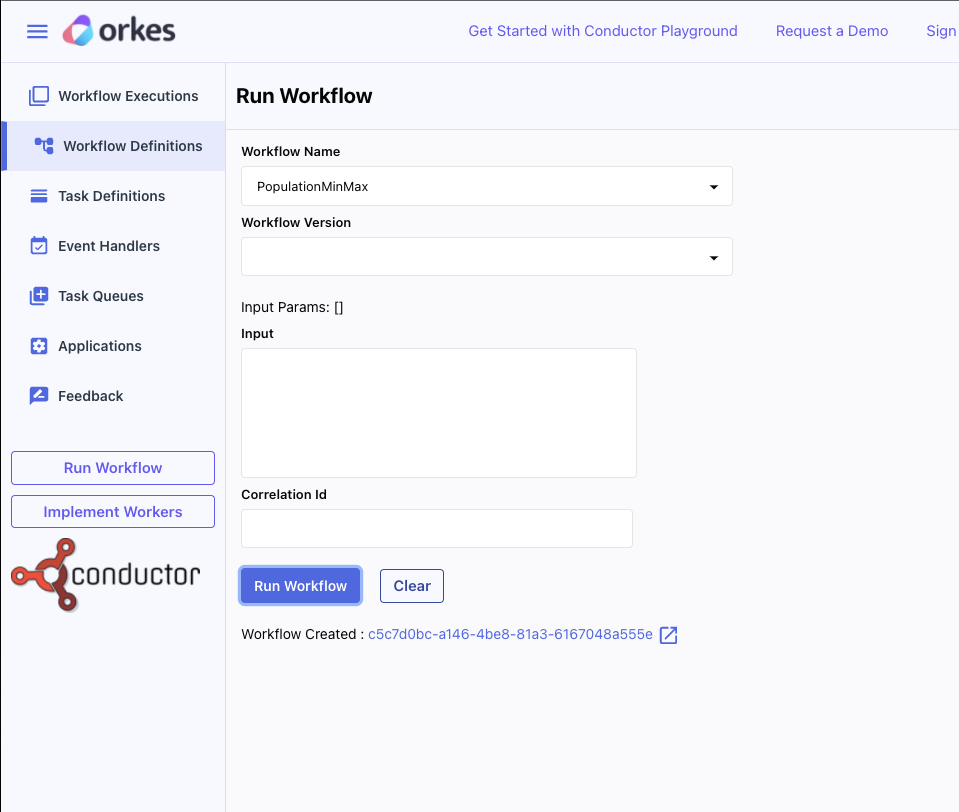 orkes
Get Started with Conductor Playground Request a Demo Sign
Workflow Executions
Workflow Definitions
Task Definitions
Event Handlers
Task Queues
Applications
Feedback
Run Workflow
Implement Workers
conductor
Run Workflow
Workflow Name
PopulationMinMax
Workflow Version
Input Params: []
Input
Correlation Id
Run Workflow Clear
Workflow Created : c5c7d0bc-a146-4be8-81a3-6167048a555e